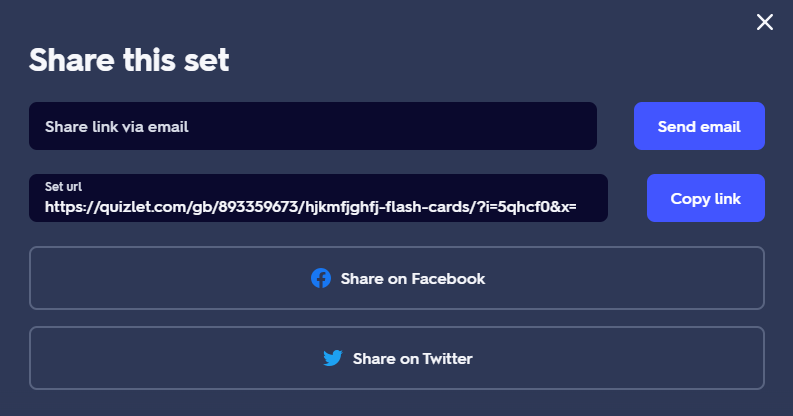 Share this set
Share link via email
Send email
Set url
https://quizlet.com/gb/893359673/hjkmfjghfj-flash-cards/?i=5qhcf0&x=
Copy link
Share on Facebook
Share on Twitter